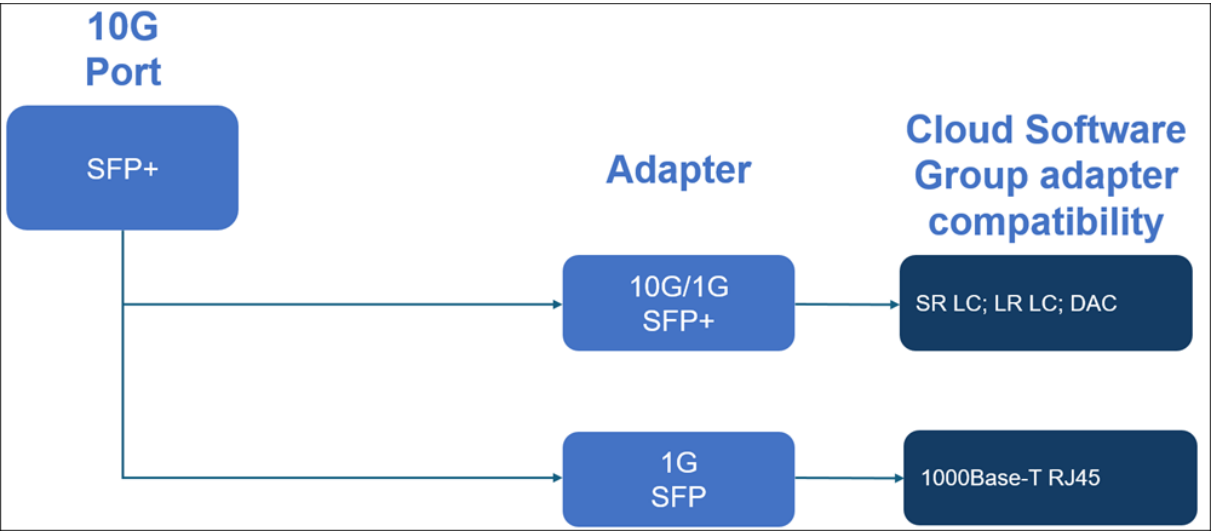 10G
Port
SFP+
Adapter
Cloud Software
Group adapter
compatibility
10G/1G
SFP+
SR LC; LR LC; DAC
1G
SFP
1000Base-T RJ45